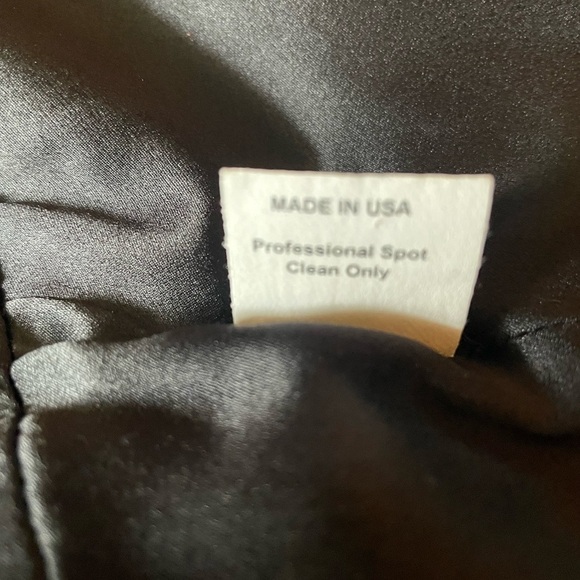 MADE IN USA
Professional Spot
Clean Only